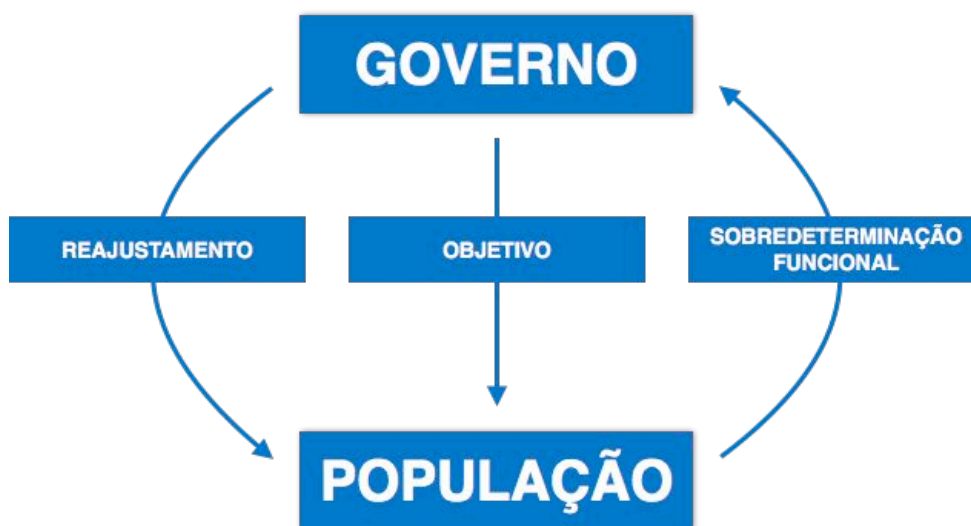 GOVERNO
REAJUSTAMENTO
OBJETIVO
SOBREDETERMINAÇÃO
FUNCIONAL
POPULAÇÃO